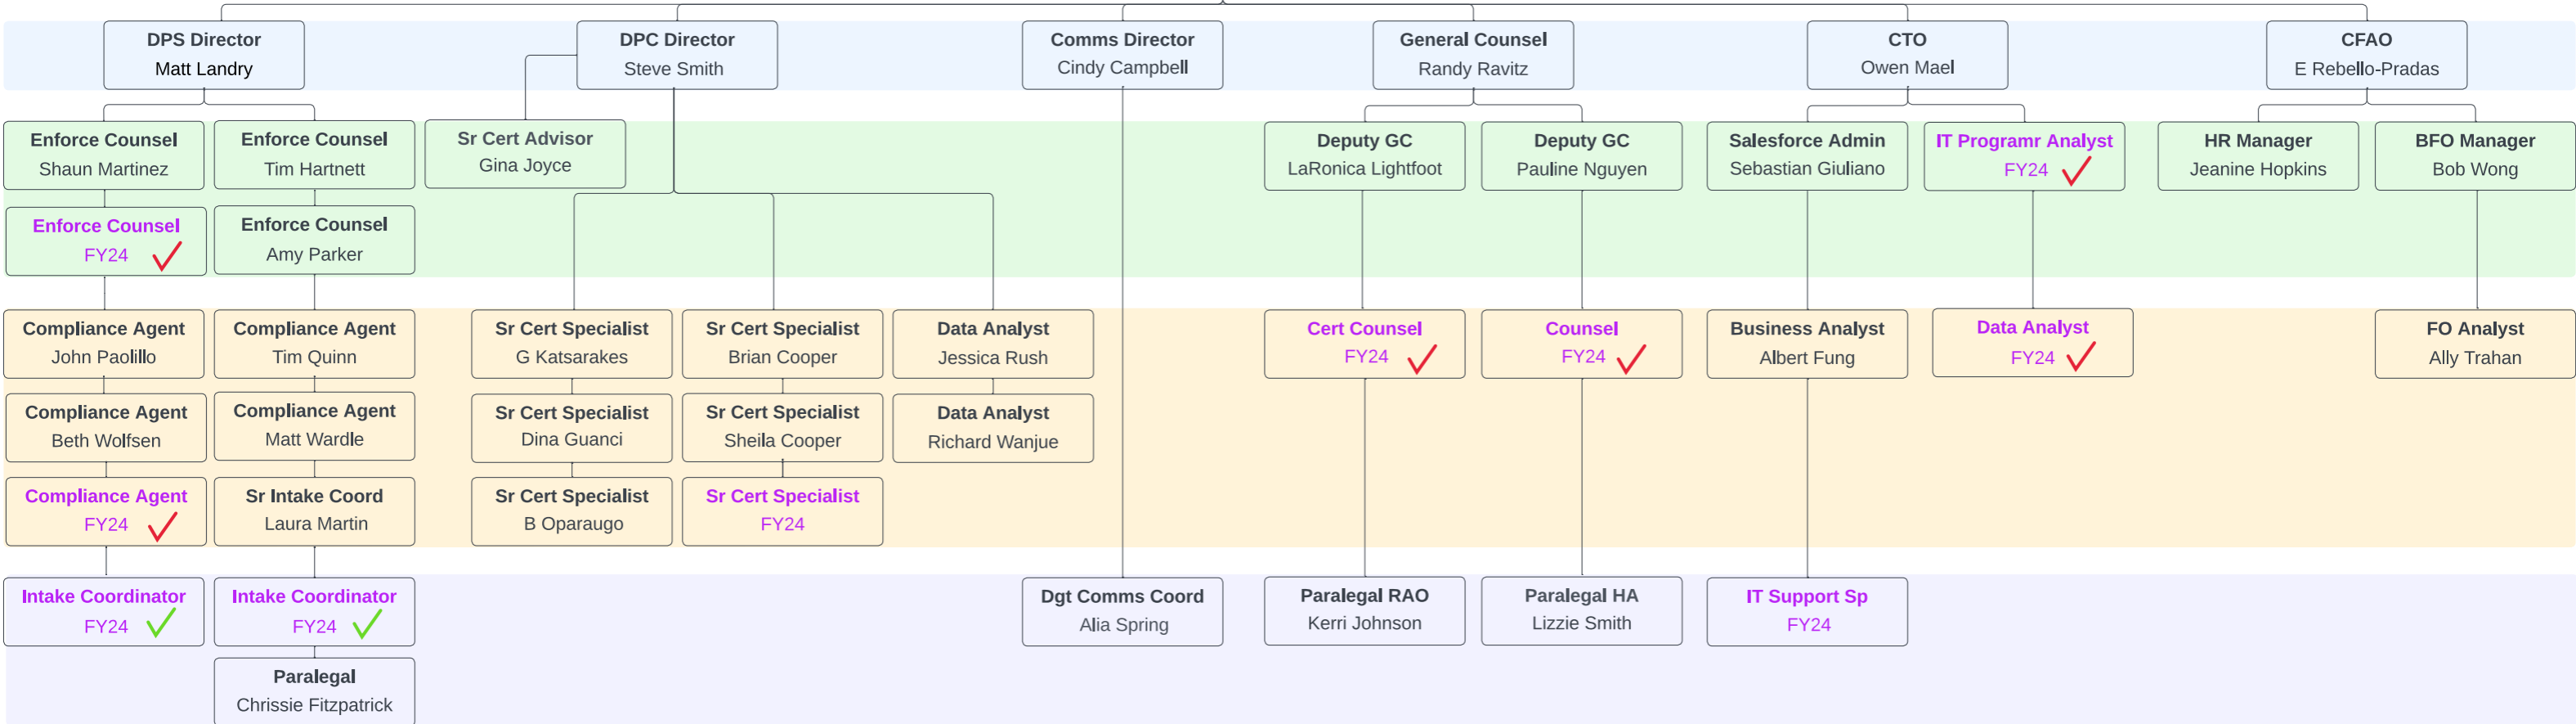 DPS Director
Matt Landry
DPC Director
Steve Smith
Comms Director
Cindy Campbell
General Counsel
Randy Ravitz
CTO
Owen Mael
CFAO
E Rebello-Pradas
Enforce Counsel
Shaun Martinez
Enforce Counsel
Tim Hartnett
Sr Cert Advisor
Gina Joyce
Deputy GC
LaRonica Lightfoot
Deputy GC
Pauline Nguyen
Salesforce Admin
Sebastian Giuliano
IT Programr Analyst
FY24
HR Manager
Jeanine Hopkins
BFO Manager
Bob Wong
Enforce Counsel
FY24
Enforce Counsel
Amy Parker
Compliance Agent
John Paolillo
Compliance Agent
Tim Quinn
Sr Cert Specialist
G Katsarakes
Sr Cert Specialist
Brian Cooper
Data Analyst
Jessica Rush
Cert Counsel
FY24
Counsel
FY24
Business Analyst
Albert Fung
Data Analyst
FY24
FO Analyst
Ally Trahan
Compliance Agent
Beth Wolfsen
Compliance Agent
Matt Wardle
Sr Cert Specialist
Dina Guanci
Sr Cert Specialist
Sheila Cooper
Data Analyst
Richard Wanjue
Compliance Agent
FY24
Sr Intake Coord
Laura Martin
Sr Cert Specialist
B Oparaugo
Sr Cert Specialist
FY24
Intake Coordinator
FY24
Intake Coordinator
FY24
Dgt Comms Coord
Alia Spring
Paralegal RAO
Kerri Johnson
Paralegal HA
Lizzie Smith
IT Support Sp
FY24
Paralegal
Chrissie Fitzpatrick